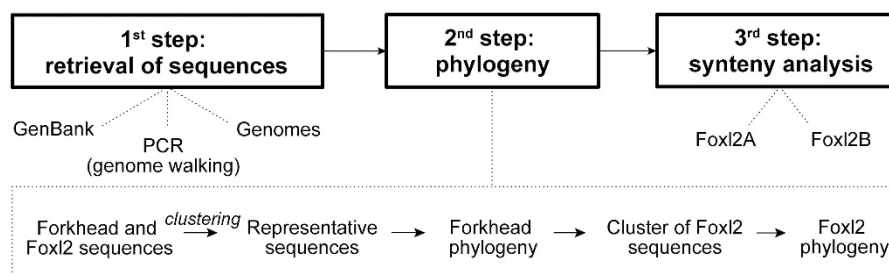 1st step:
retrieval of sequences
2nd step:
phylogeny
3rd step:
synteny analysis
GenBank
PCR
(genome walking)
Genomes
Foxl2A
Foxl2B
Forkhead and
Foxl2 sequences
clustering
Representative
sequences
Forkhead
phylogeny
Cluster of Foxl2
sequences
Foxl2
phylogeny